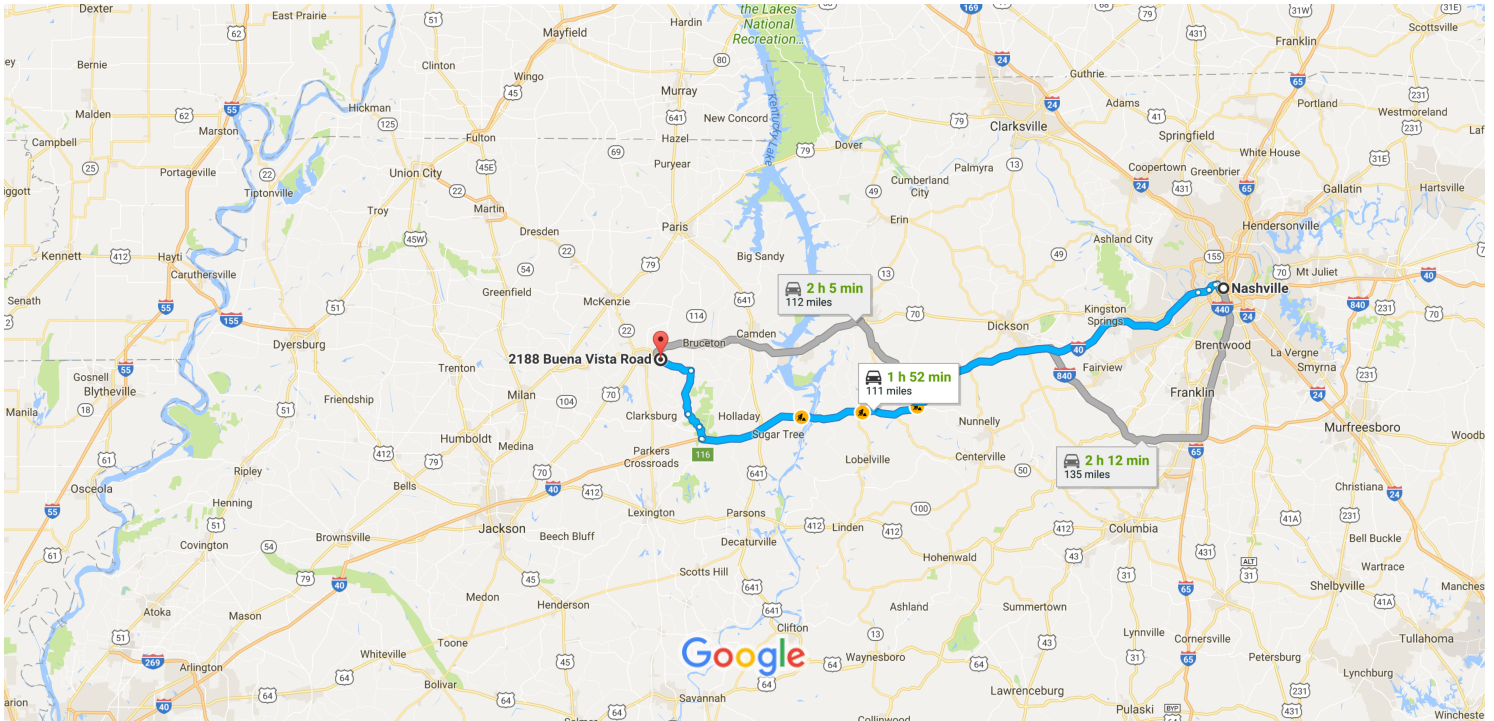 Dexter
East Prairie
the Lakes
National
Recreation...
Hardin
Mayfield
Franklin
Scottsville
Bernie
Clinton
Wingo
Murray
Guthrie
Adams
Portland
Westmoreland
Malden
Hickman
New Concord
Clarksville
Springfield
Marston
Fulton
Hazel
Kentucky Lake
Dover
White House
Campbell
Portageville
Union City
Puryear
Palmyra
Coopertown
Greenbrier
Tiptonville
Cumberland
City
Gallatin
Hartsville
Troy
Martin
Erin
Dresden
Paris
Hendersonville
Ashland City
Kennett
Hayti
Big Sandy
Mt Juliet
Caruthersville
2 h 5 min
112 miles
Nashville
Senath
Greenfield
McKenzie
Kingston
Springs
Dickson
Camden
Bruceton
Dyersburg
2188 Buena Vista Road
Brentwood
La Vergne
Smyrna
Trenton
Fairview
Gosnell
Blytheville
1 h 52 min
111 miles
Milan
Franklin
Friendship
Manila
Clarksburg
Holladay
Nunnelly
Murfreesboro
Humboldt
Medina
Sugar Tree
Parkers
Crossroads
116
Lobelville
Centerville
2 h 12 min
135 miles
Ripley
Bells
Osceola
Henning
Lexington
Parsons
Christiana
Jackson
Beech Bluff
Linden
Columbia
Brownsville
Covington
Decaturville
Hohenwald
Bell Buckle
Scotts Hill
Wartrace
Shelbyville
Medon
Henderson
Atoka
Mason
Ashland
Summertown
Clifton
Lynnville
Cornersville
Tullahoma
Toone
Whiteville
Google
Waynesboro
Petersburg
Arlington
Lynchburg
Bolivar
Savannah
Lawrenceburg
Pulaski
Collinwood
Winchester